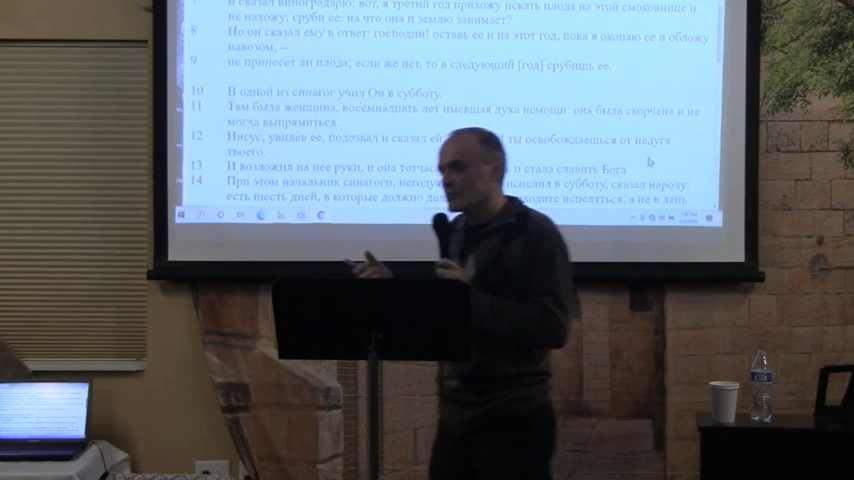 7 и сказал виноградарю: вот, я третий год прихожу искать плода на этой смоковнице и
не нахожу; сруби ее: на что она и землю занимает?
8 Но он сказал ему в ответ: господин! оставь ее и на этот год, пока я окопаю ее и обложу
навозом, --
9 не принесет ли плода; если же нет, то в следующий [год] срубишь ее.
10 В одной из синагог учил Он в субботу.
11 Там была женщина, восемнадцать лет имевшая духа немощи: она была скорчена и не
могла выпрямиться.
12 Иисус, увидев ее, подозвал и сказал ей ! ты освобождаешься от недуга
твоего.
13 И возложил на нее руки, и она тотчас и стала славить Бога.
14 При этом начальник синагоги, негодуя исцелил в субботу, сказал народу:
есть шесть дней, в которые должно приходите исцеляться, а не в день